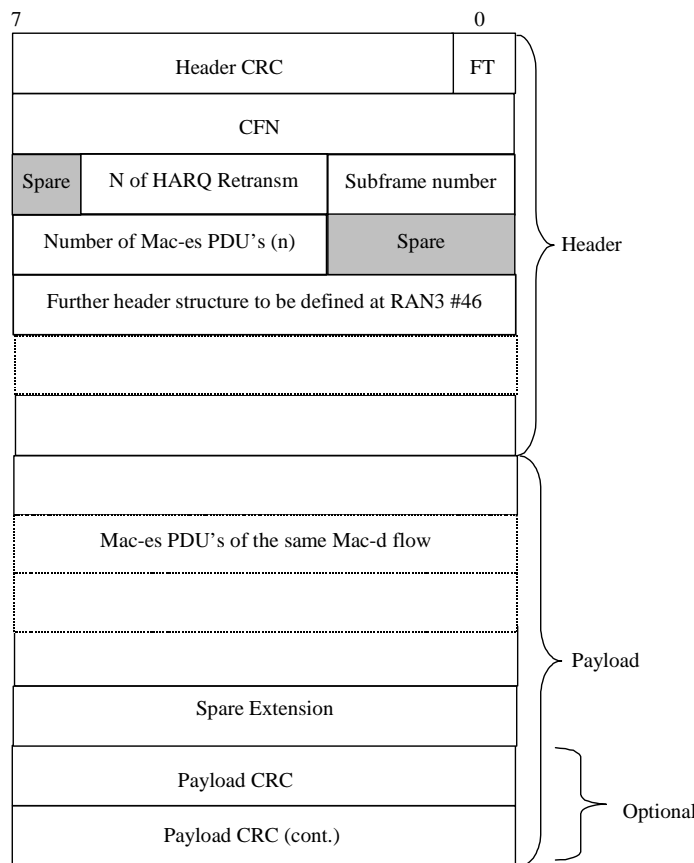 7 0
Header CRC FT
CFN
Spare N of HARQ Retransm Subframe number
Number of Mac-es PDU's (n) Spare
Header
Further header structure to be defined at RAN3 #46
Mac-es PDU's of the same Mac-d flow
Payload
Spare Extension
Payload CRC
Optional
Payload CRC (cont.)